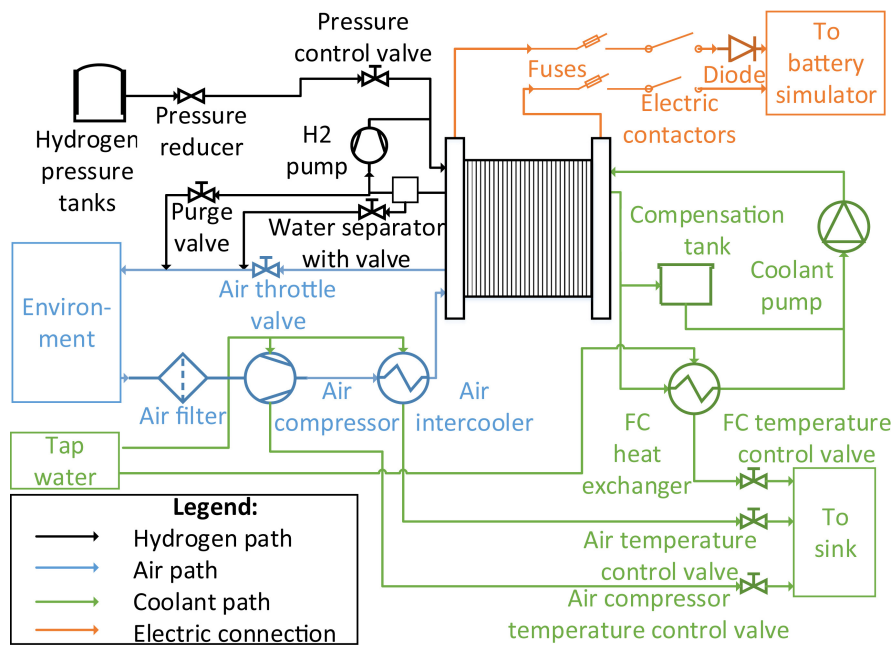 Pressure
control valve
Hydrogen
pressure
tanks
Pressure
reducer
H2
pump
Purge
valve
Water separator
with valve
Fuses
Diode
Electric
contactors
To
battery
simulator
Compensation
tank
Coolant
pump
Environ-
ment
Air throttle
valve
Air filter
Air
compressor
Air
intercooler
FC
heat
exchanger
FC temperature
control valve
Tap
water
To
sink
Air temperature
control valve
Air compressor
temperature control valve
Legend:
Hydrogen path
Air path
Coolant path
Electric connection